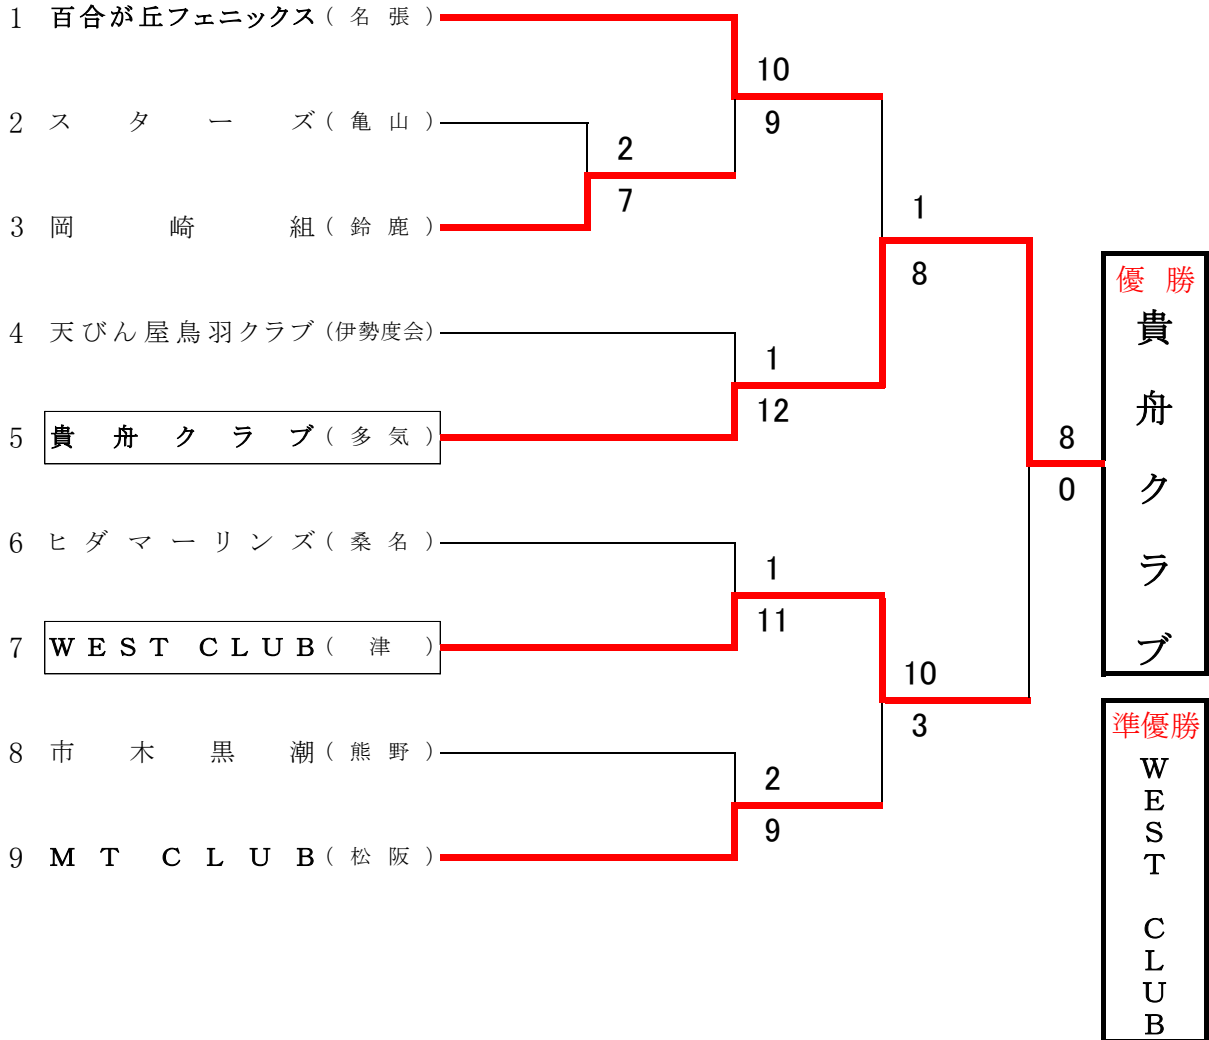 1 百合が丘フェニックス(名張)
10
9
2 スターズ(亀山)
2
7
3 岡崎組(鈴鹿)
1
8
4 天びん屋鳥羽クラブ(伊勢度会)
1
12
5 貴舟クラブ(多気)
8
0
6 ヒダマーリンズ(桑名)
1
11
7 WEST CLUB(津)
10
3
8 市木黒潮(熊野)
2
9
9 MT CLUB(松阪)
優勝
貴舟クラブ
準優勝
WEST CLUB